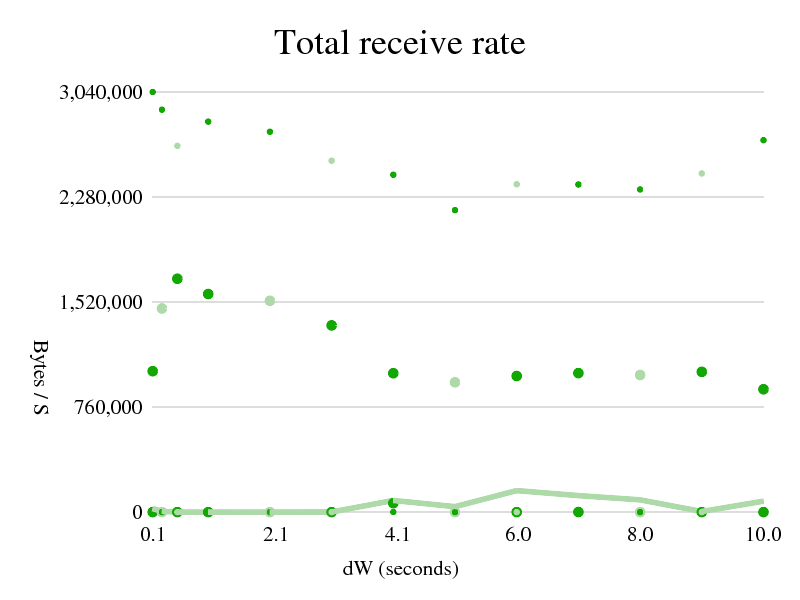 Total receive rate
3,040,000
2,280,000
1,520,000
760,000
0
Bytes / S
0.1 2.1 4.1 6.0 8.0 10.0
dW (seconds)